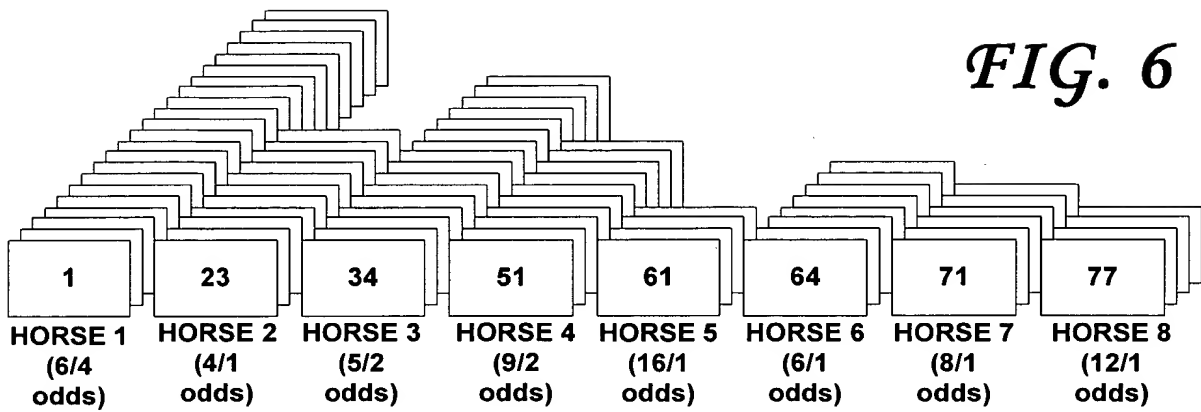 FIG. 6
1 23 34 51 61 64 71 77
HORSE 1 HORSE 2 HORSE 3 HORSE 4 HORSE 5 HORSE 6 HORSE 7 HORSE 8
(6/4 (4/1 (5/2 (9/2 (16/1 (6/1 (8/1 (12/1
odds) odds) odds) odds) odds) odds) odds) odds)